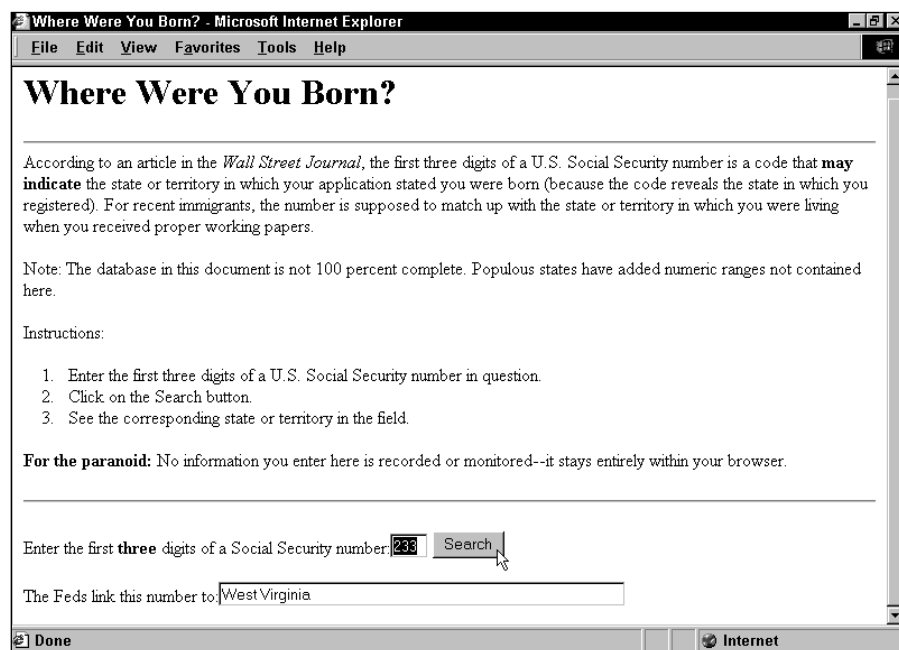 Where Were You Born? - Microsoft Internet Explorer
File Edit View Favorites Tools Help
Where Were You Born?
According to an article in the Wall Street Journal, the first three digits of a U.S. Social Security number is a code that may
indicate the state or territory in which your application stated you were born (because the code reveals the state in which you
registered). For recent immigrants, the number is supposed to match up with the state or territory in which you were living
when you received proper working papers.
Note: The database in this document is not 100 percent complete. Populous states have added numeric ranges not contained
here.
Instructions:
1. Enter the first three digits of a U.S. Social Security number in question.
2. Click on the Search button.
3. See the corresponding state or territory in the field.
For the paranoid: No information you enter here is recorded or monitored--it stays entirely within your browser.
Enter the first three digits of a Social Security number: 233 Search
The Feds link this number to: West Virginia
Done Internet